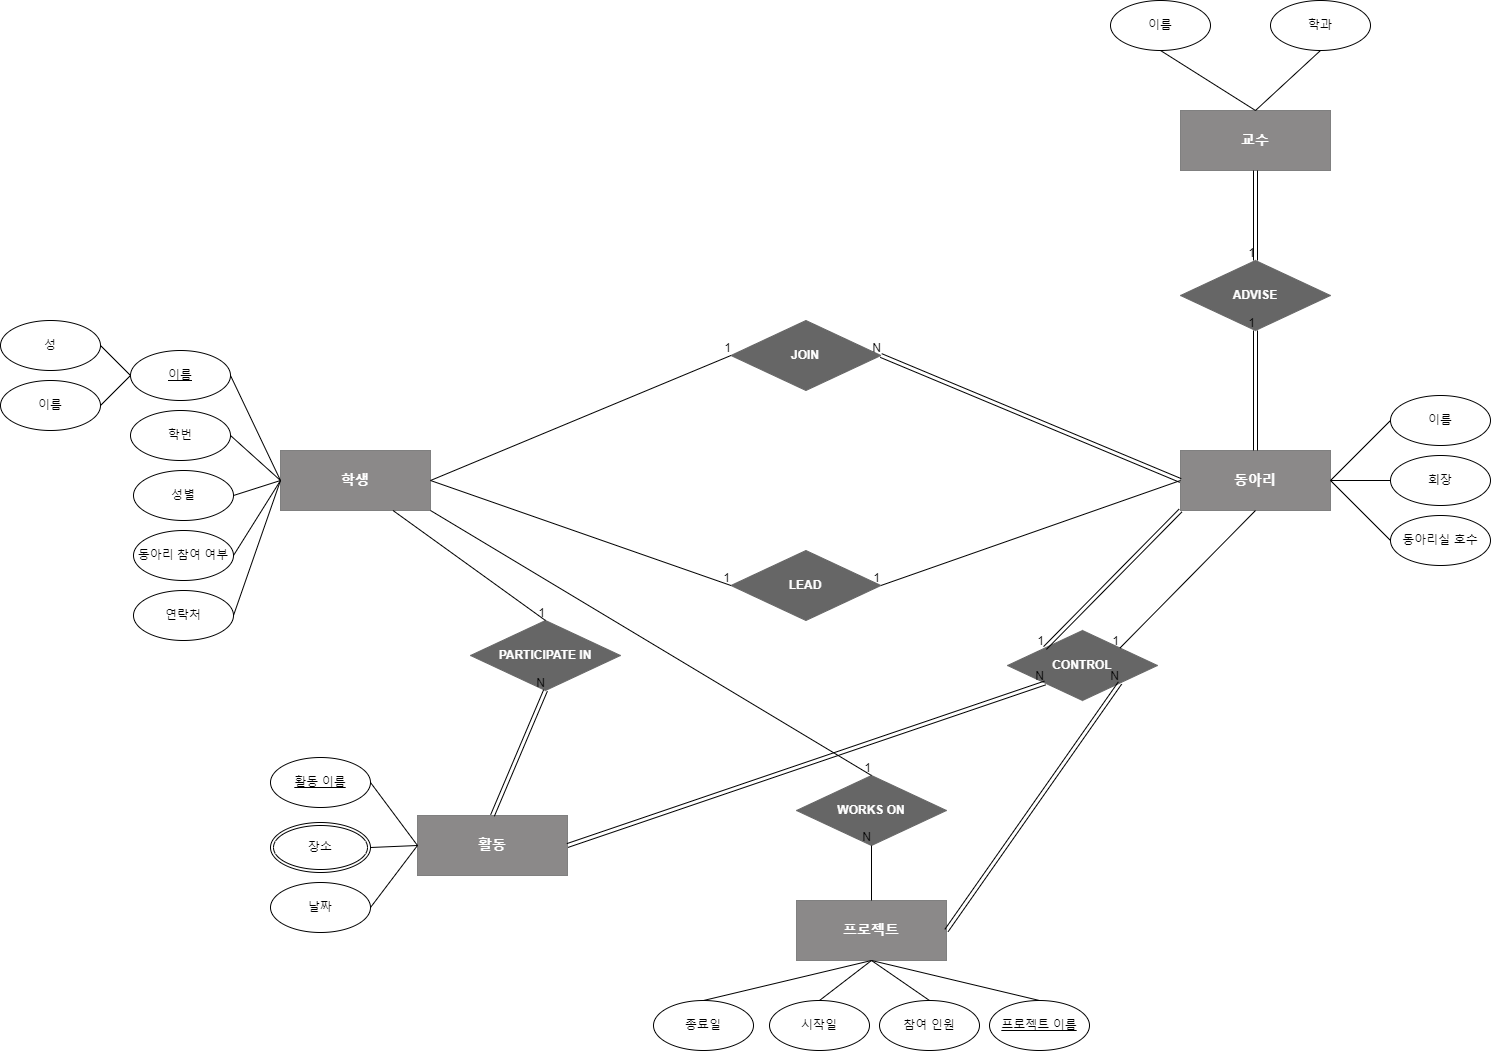 이름
학과
교수
1
ADVISE
1
성
이름
이름
학번
성별
동아리 참여 여부
연락처
학생
1
JOIN
N
1
LEAD
1
동아리
이름
회장
동아리실 호수
1
PARTICIPATE IN
N
1
1
CONTROL
N
N
활동 이름
장소
날짜
활동
1
WORKS ON
N
프로젝트
종료일
시작일
참여 인원
프로젝트 이름